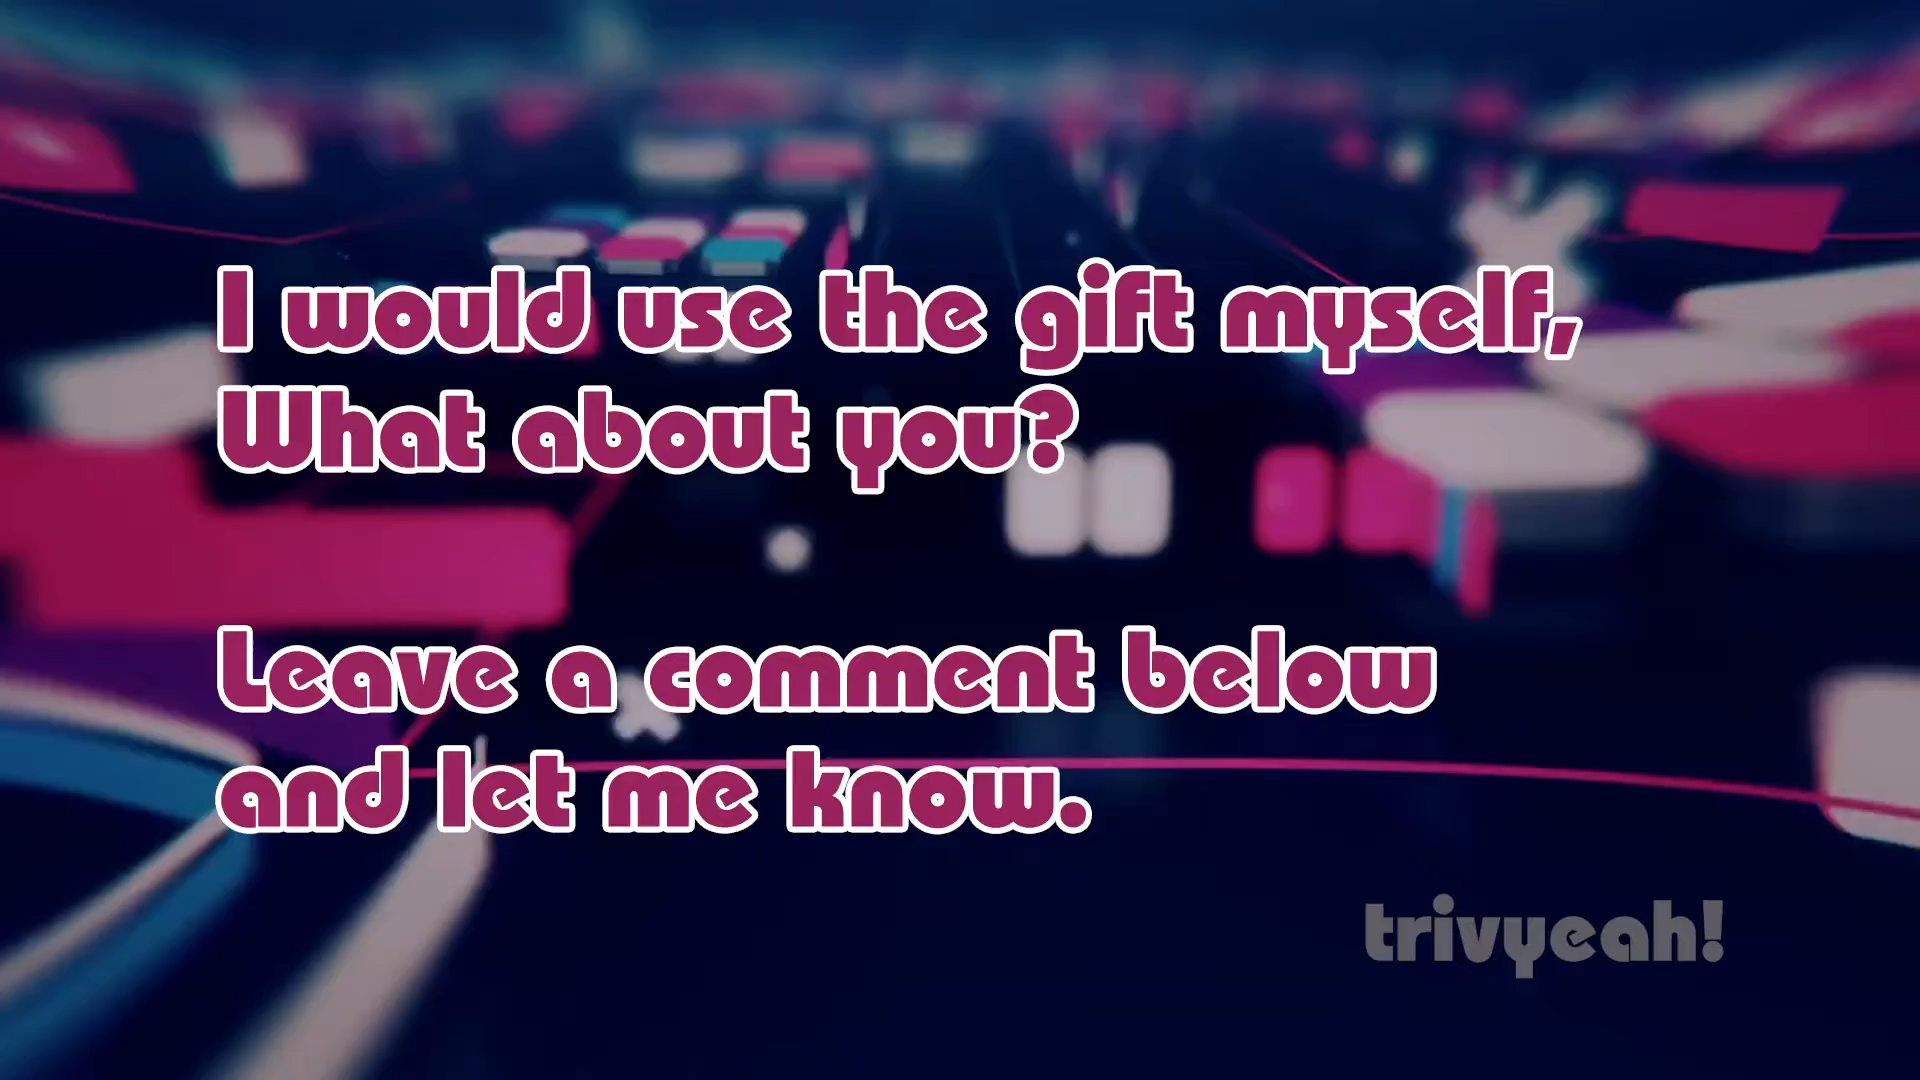 I would use the gift myself,
What about you?
Leave a comment below
and let me know.
trivyeah!